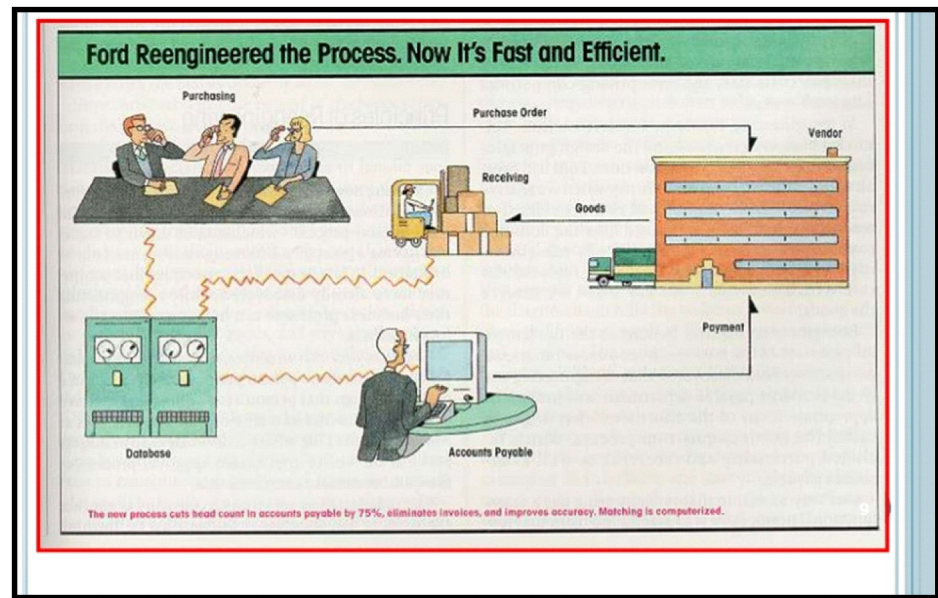 Ford Reengineered the Process. Now It's Fast and Efficient.
Purchasing
Purchase Order
Vendor
Receiving
Goods
Payment
Database
Accounts Payable
The new process cuts head count in accounts payable by 75%, eliminates invoices, and improves accuracy. Matching is computerized.
9